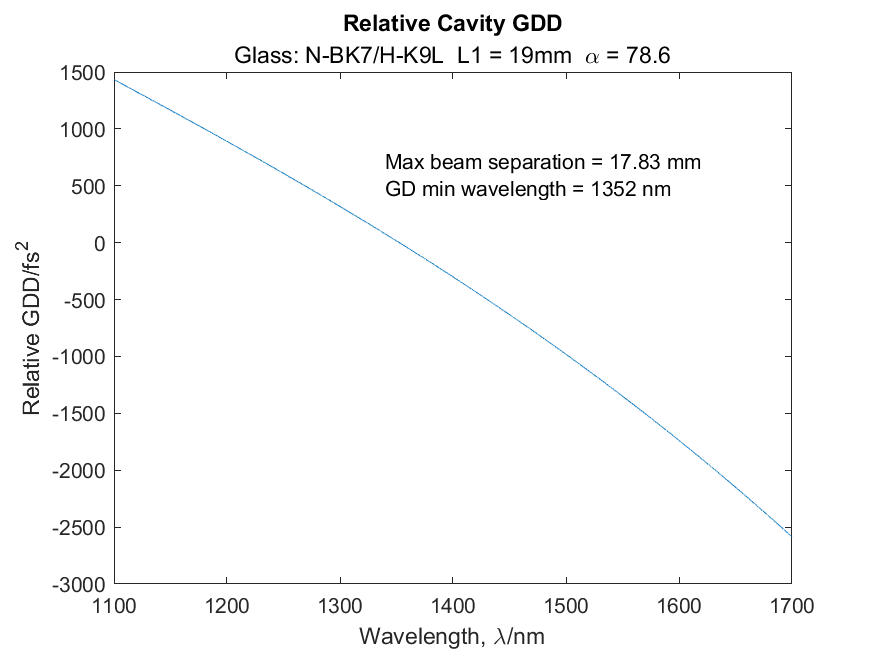 Relative Cavity GDD
Glass: N-BK7/H-K9L  L1 = 19mm  α = 78.6
1500
1000
500
0
-500
-1000
-1500
-2000
-2500
-3000
Relative GDD/fs²
Max beam separation = 17.83 mm
GD min wavelength = 1352 nm
1100 1200 1300 1400 1500 1600 1700
Wavelength, λ/nm